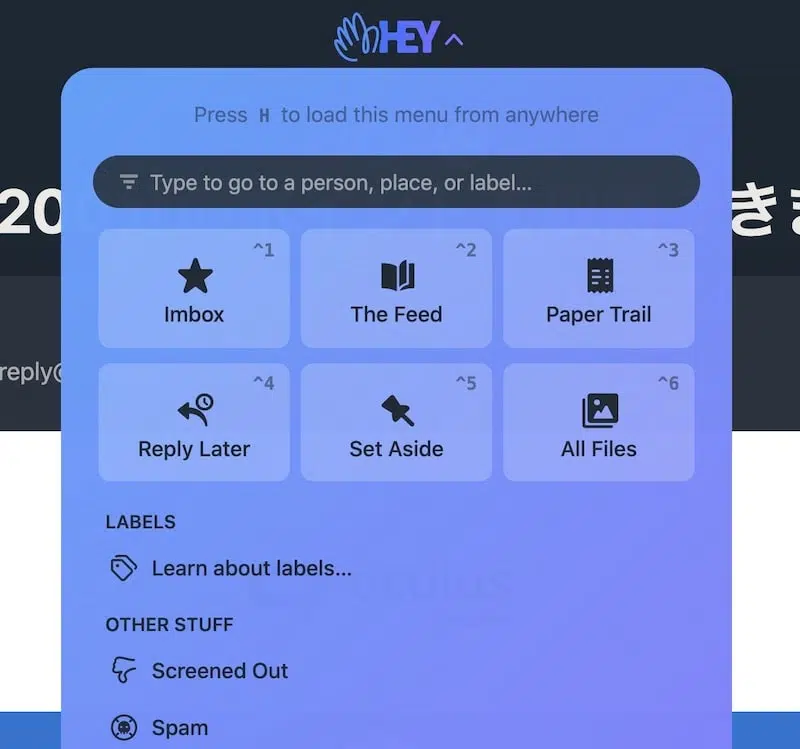 HEY
Press H to load this menu from anywhere
Type to go to a person, place, or label...
20
きま
^1
^2
^3
Imbox
The Feed
Paper Trail
reply@
^4
^5
^6
Reply Later
Set Aside
All Files
LABELS
Learn about labels...
oculus
OTHER STUFF
Screened Out
Spam